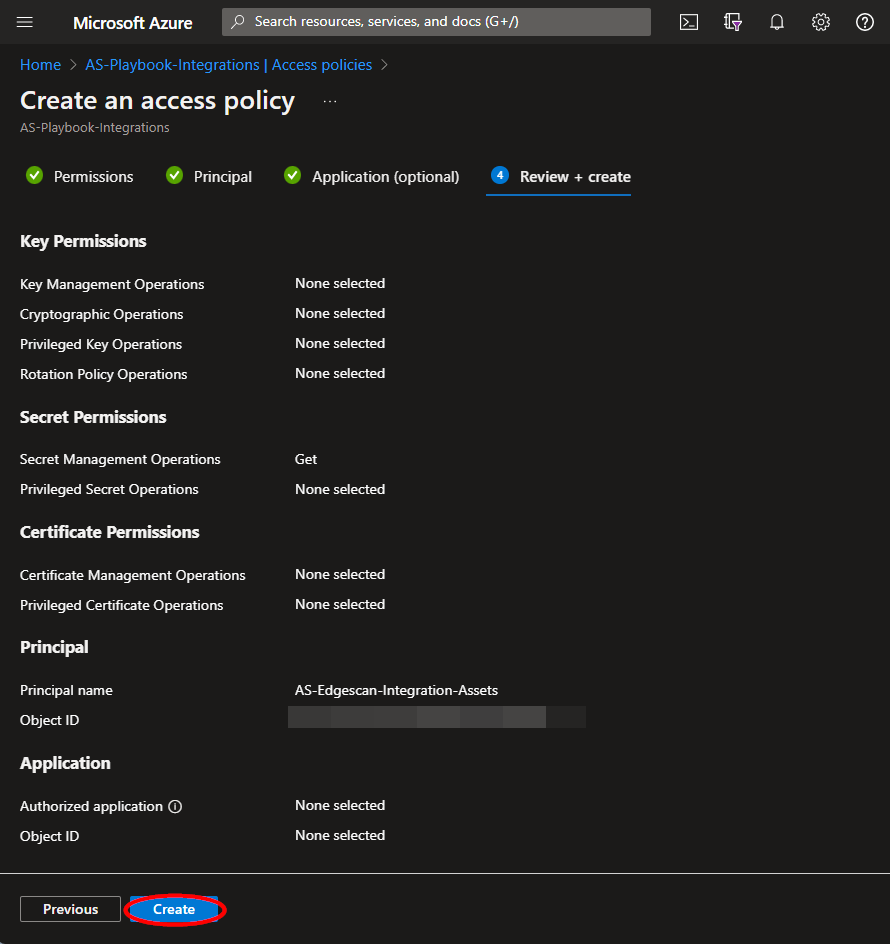 Microsoft Azure Search resources, services, and docs (G+/)
Home > AS-Playbook-Integrations | Access policies >
Create an access policy ...
AS-Playbook-Integrations
Permissions Principal Application (optional) 4 Review + create
Key Permissions
Key Management Operations None selected
Cryptographic Operations None selected
Privileged Key Operations None selected
Rotation Policy Operations None selected
Secret Permissions
Secret Management Operations Get
Privileged Secret Operations None selected
Certificate Permissions
Certificate Management Operations None selected
Privileged Certificate Operations None selected
Principal
Principal name AS-Edgescan-Integration-Assets
Object ID
Application
Authorized application None selected
Object ID None selected
Previous Create